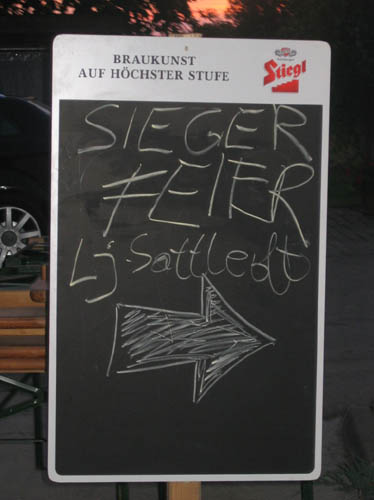 BRAUKUNST
AUF HÖCHSTER STUFE
Stiegl
SIEGER
FEIER
Lj-Sattledt